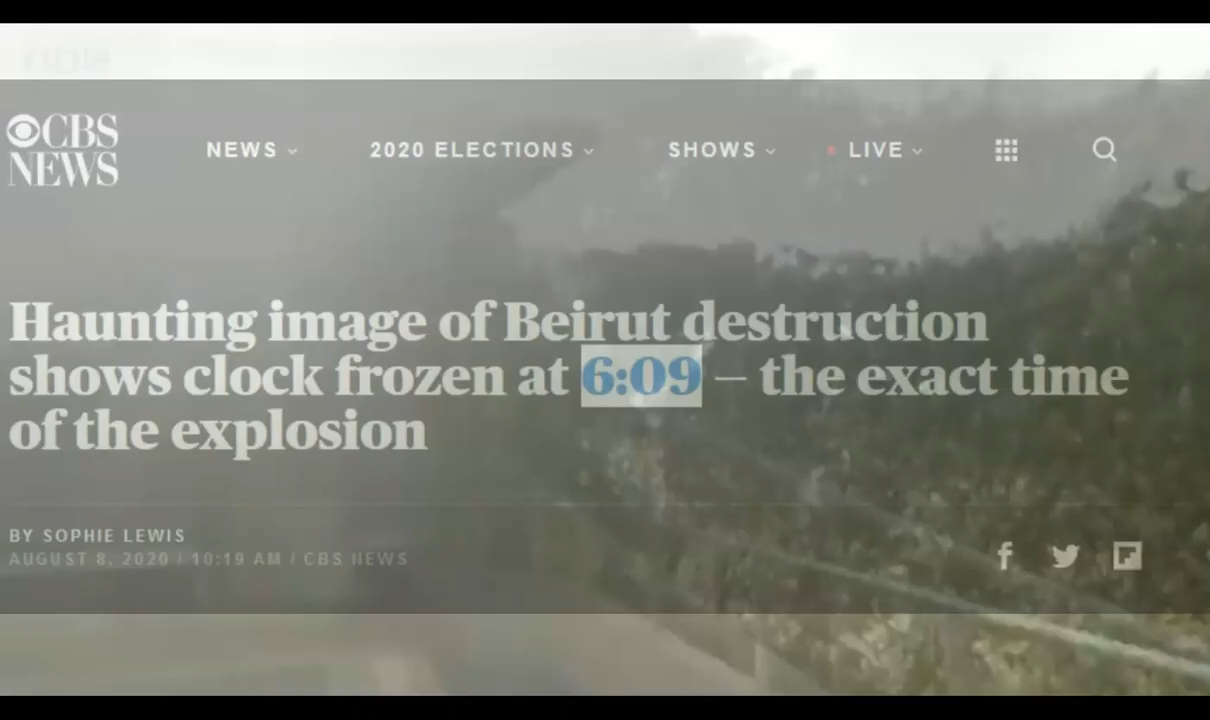 CBS
NEWS
NEWS
2020 ELECTIONS
SHOWS
LIVE
Haunting image of Beirut destruction
shows clock frozen at 6:09 — the exact time
of the explosion
BY SOPHIE LEWIS
AUGUST 8, 2020 / 10:19 AM / CBS NEWS